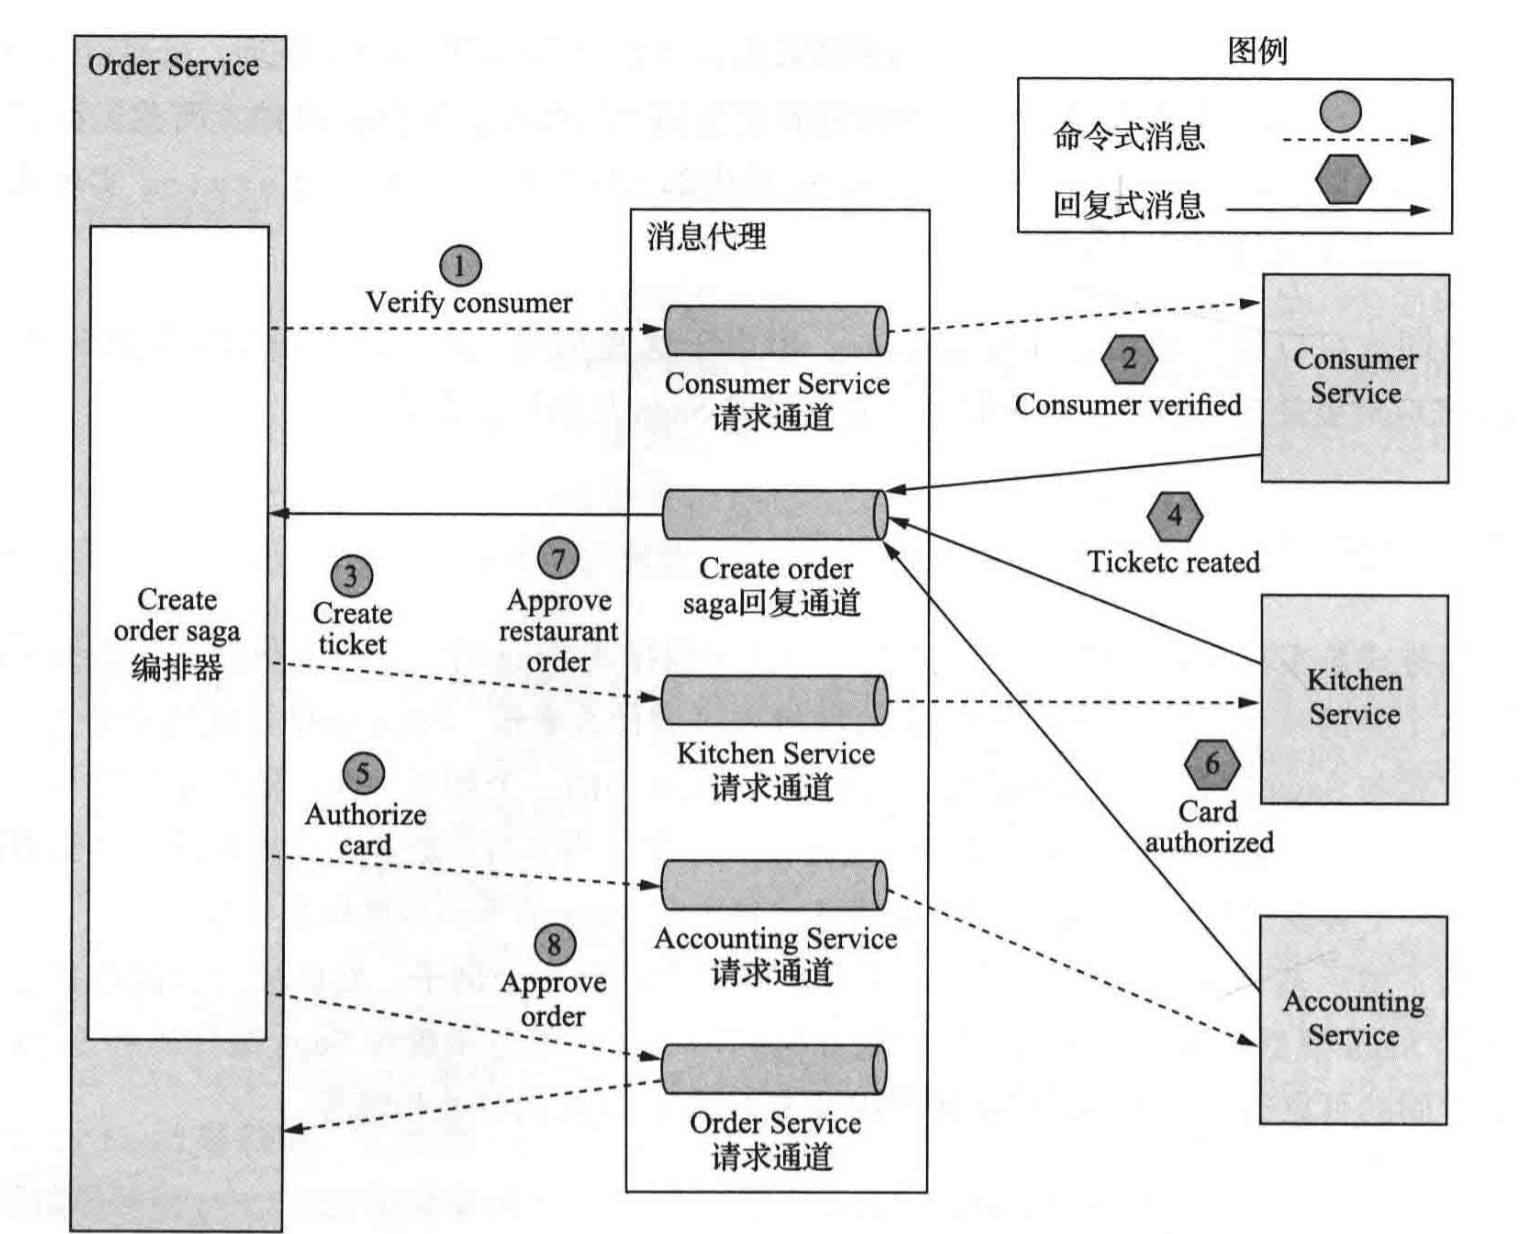 Order Service
图例
命令式消息
回复式消息
消息代理
1
Verify consumer
Consumer Service
请求通道
2
Consumer verified
Consumer
Service
Create order
saga回复通道
4
Ticketc reated
3
Create
ticket
7
Approve
restaurant
order
Create
order saga
编排器
Kitchen Service
请求通道
Kitchen
Service
5
Authorize
card
6
Card
authorized
Accounting Service
请求通道
8
Approve
order
Accounting
Service
Order Service
请求通道